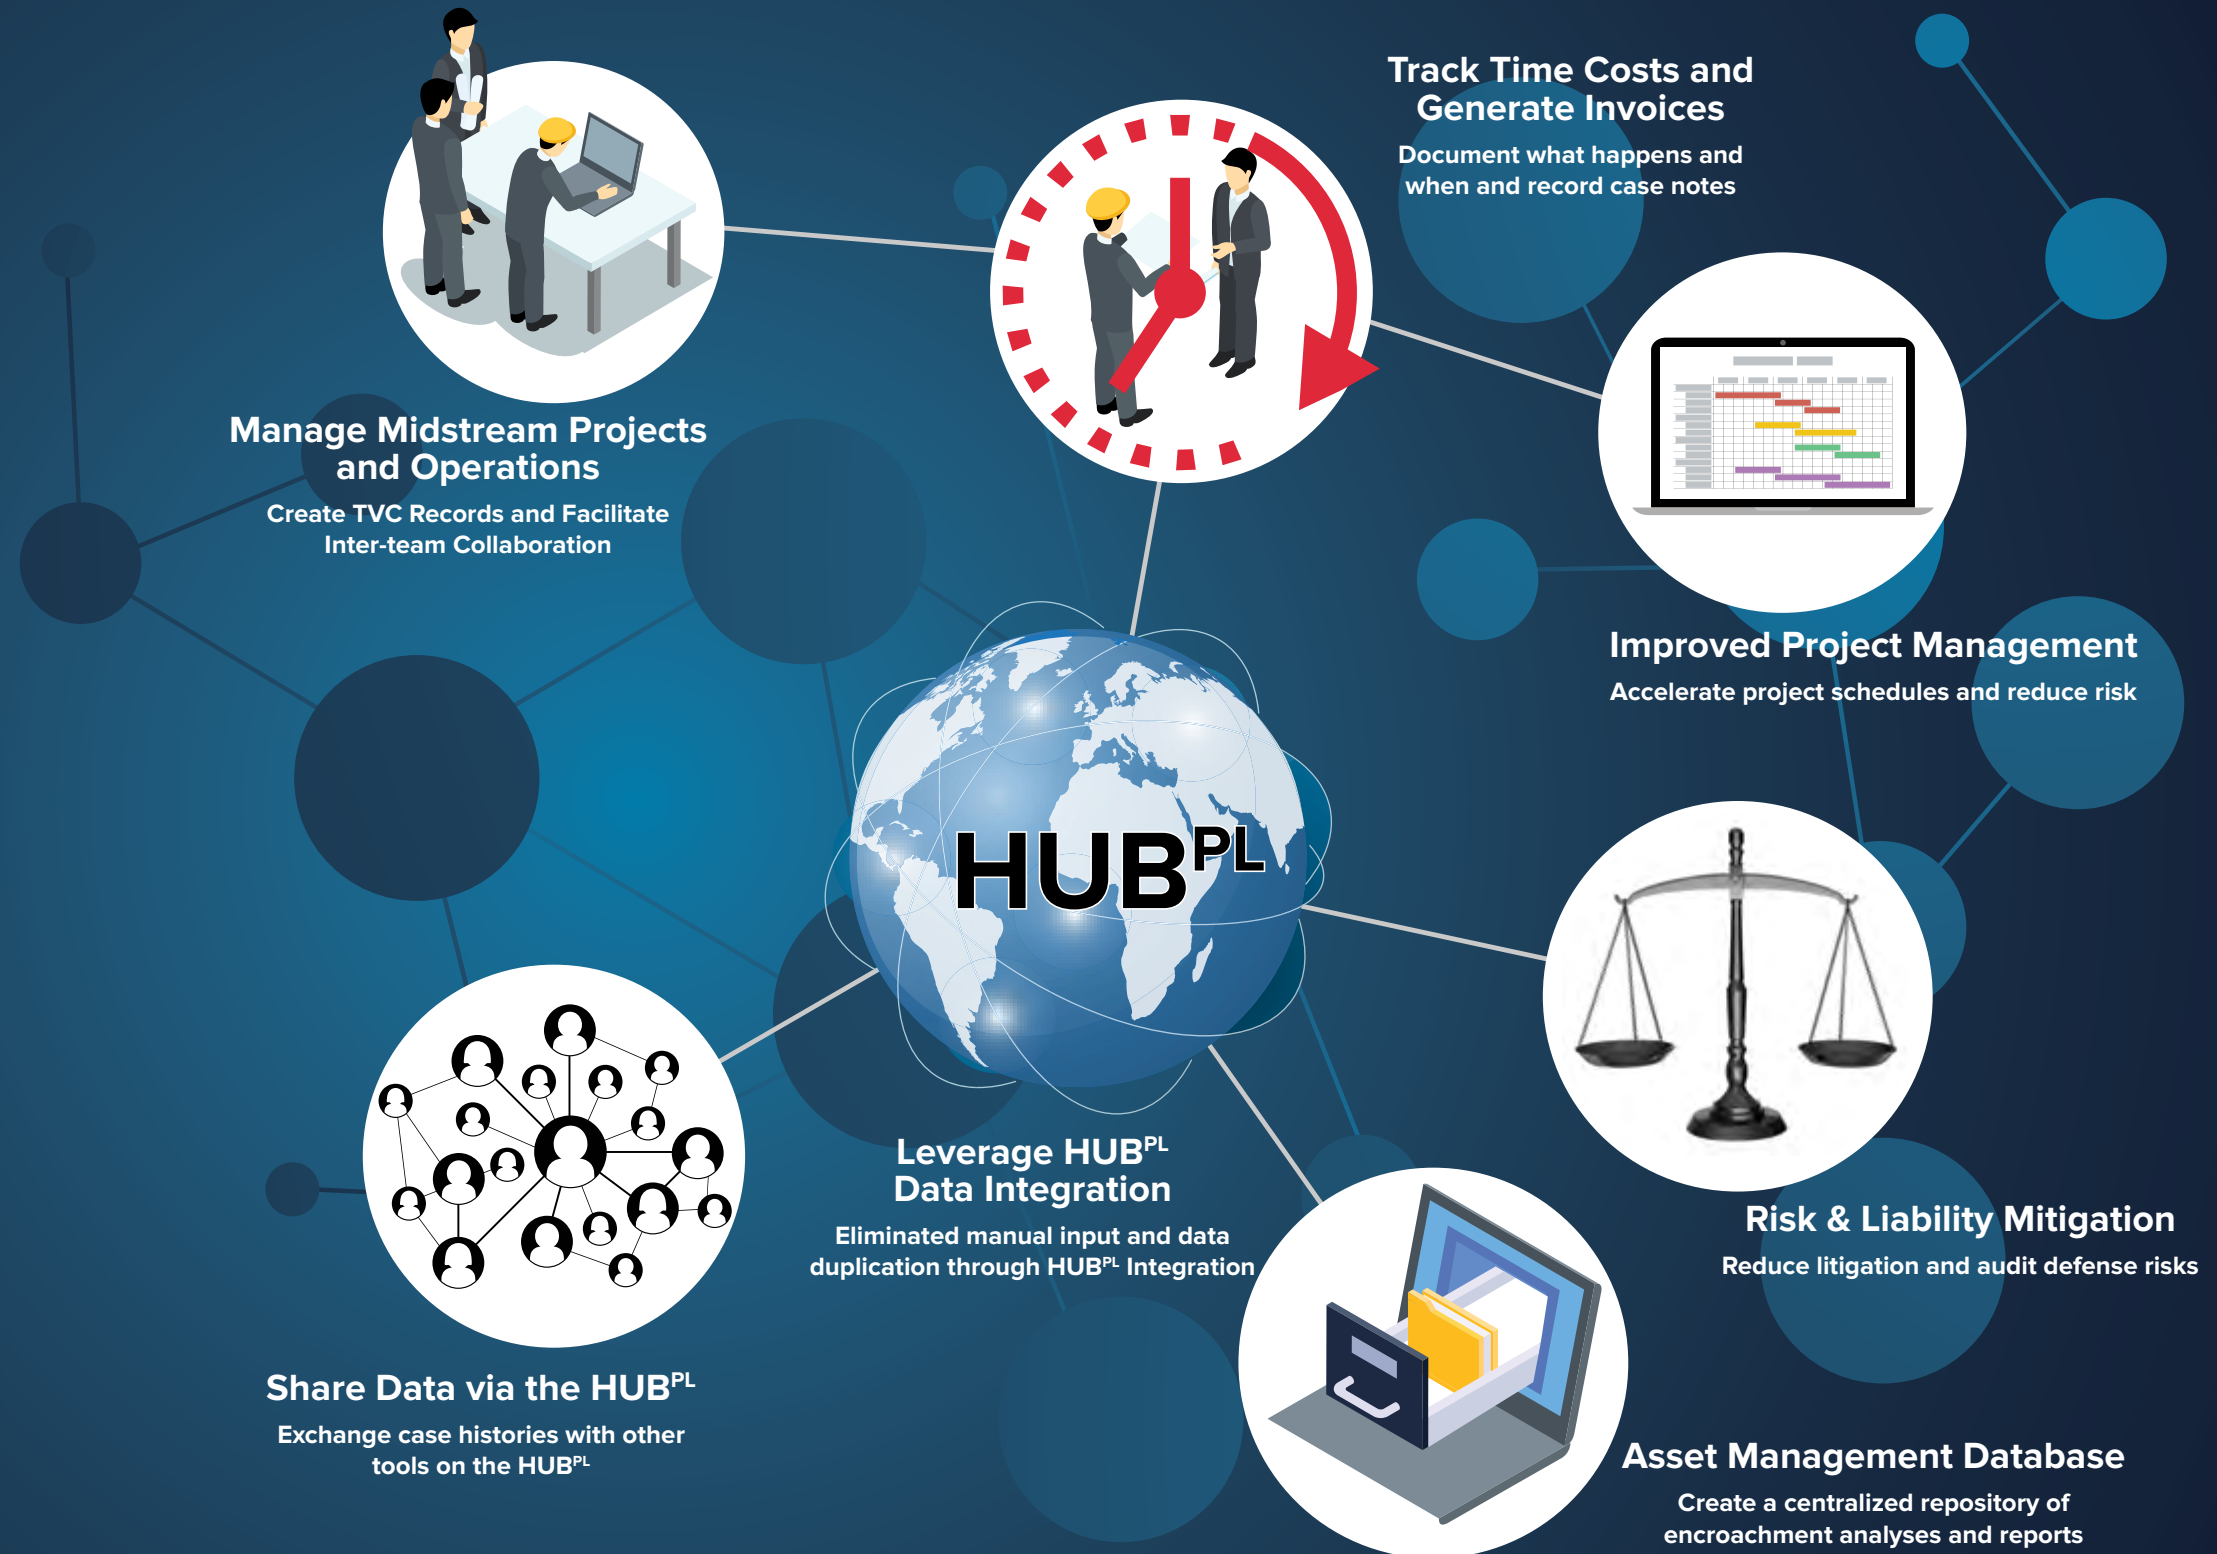 Track Time Costs and
Generate Invoices
Document what happens and
when and record case notes
Manage Midstream Projects
and Operations
Create TVC Records and Facilitate
Inter-team Collaboration
Improved Project Management
Accelerate project schedules and reduce risk
HUBPL
Leverage HUBPL
Data Integration
Eliminated manual input and data
duplication through HUBPL Integration
Risk & Liability Mitigation
Reduce litigation and audit defense risks
Share Data via the HUBPL
Exchange case histories with other
tools on the HUBPL
Asset Management Database
Create a centralized repository of
encroachment analyses and reports